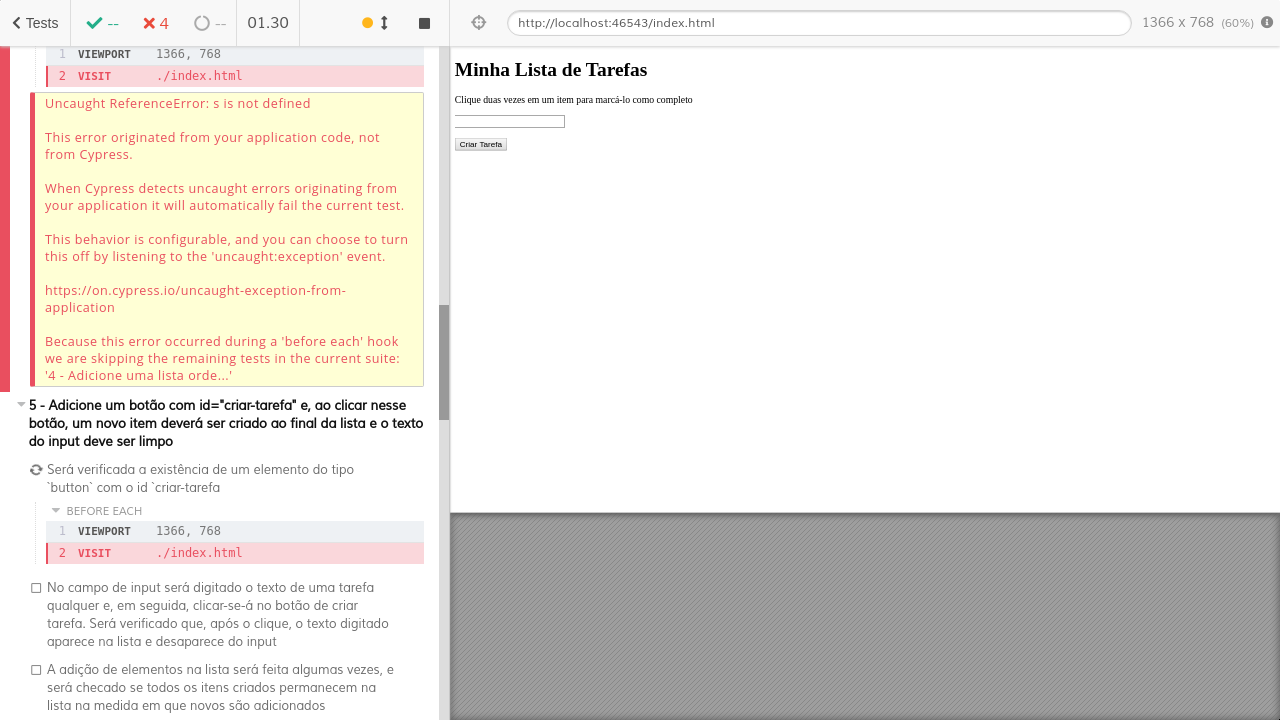 Tests
--
4
--
01.30
http://localhost:46543/index.html
1366 x 768 (60%)
1 VIEWPORT 1366, 768
2 VISIT ./index.html
Uncaught ReferenceError: s is not defined
This error originated from your application code, not
from Cypress.
When Cypress detects uncaught errors originating from
your application it will automatically fail the current test.
This behavior is configurable, and you can choose to turn
this off by listening to the 'uncaught:exception' event.
https://on.cypress.io/uncaught-exception-from-
application
Because this error occurred during a 'before each' hook
we are skipping the remaining tests in the current suite:
'4 - Adicione uma lista orde...'
5 - Adicione um botão com id="criar-tarefa" e, ao clicar nesse
botão, um novo item deverá ser criado ao final da lista e o texto
do input deve ser limpo
Será verificada a existência de um elemento do tipo
`button` com o id `criar-tarefa
BEFORE EACH
1 VIEWPORT 1366, 768
2 VISIT ./index.html
No campo de input será digitado o texto de uma tarefa
qualquer e, em seguida, clicar-se-á no botão de criar
tarefa. Será verificado que, após o clique, o texto digitado
aparece na lista e desaparece do input
A adição de elementos na lista será feita algumas vezes, e
será checado se todos os itens criados permanecem na
lista na medida em que novos são adicionados
Minha Lista de Tarefas
Clique duas vezes em um item para marcá-lo como completo
Criar Tarefa